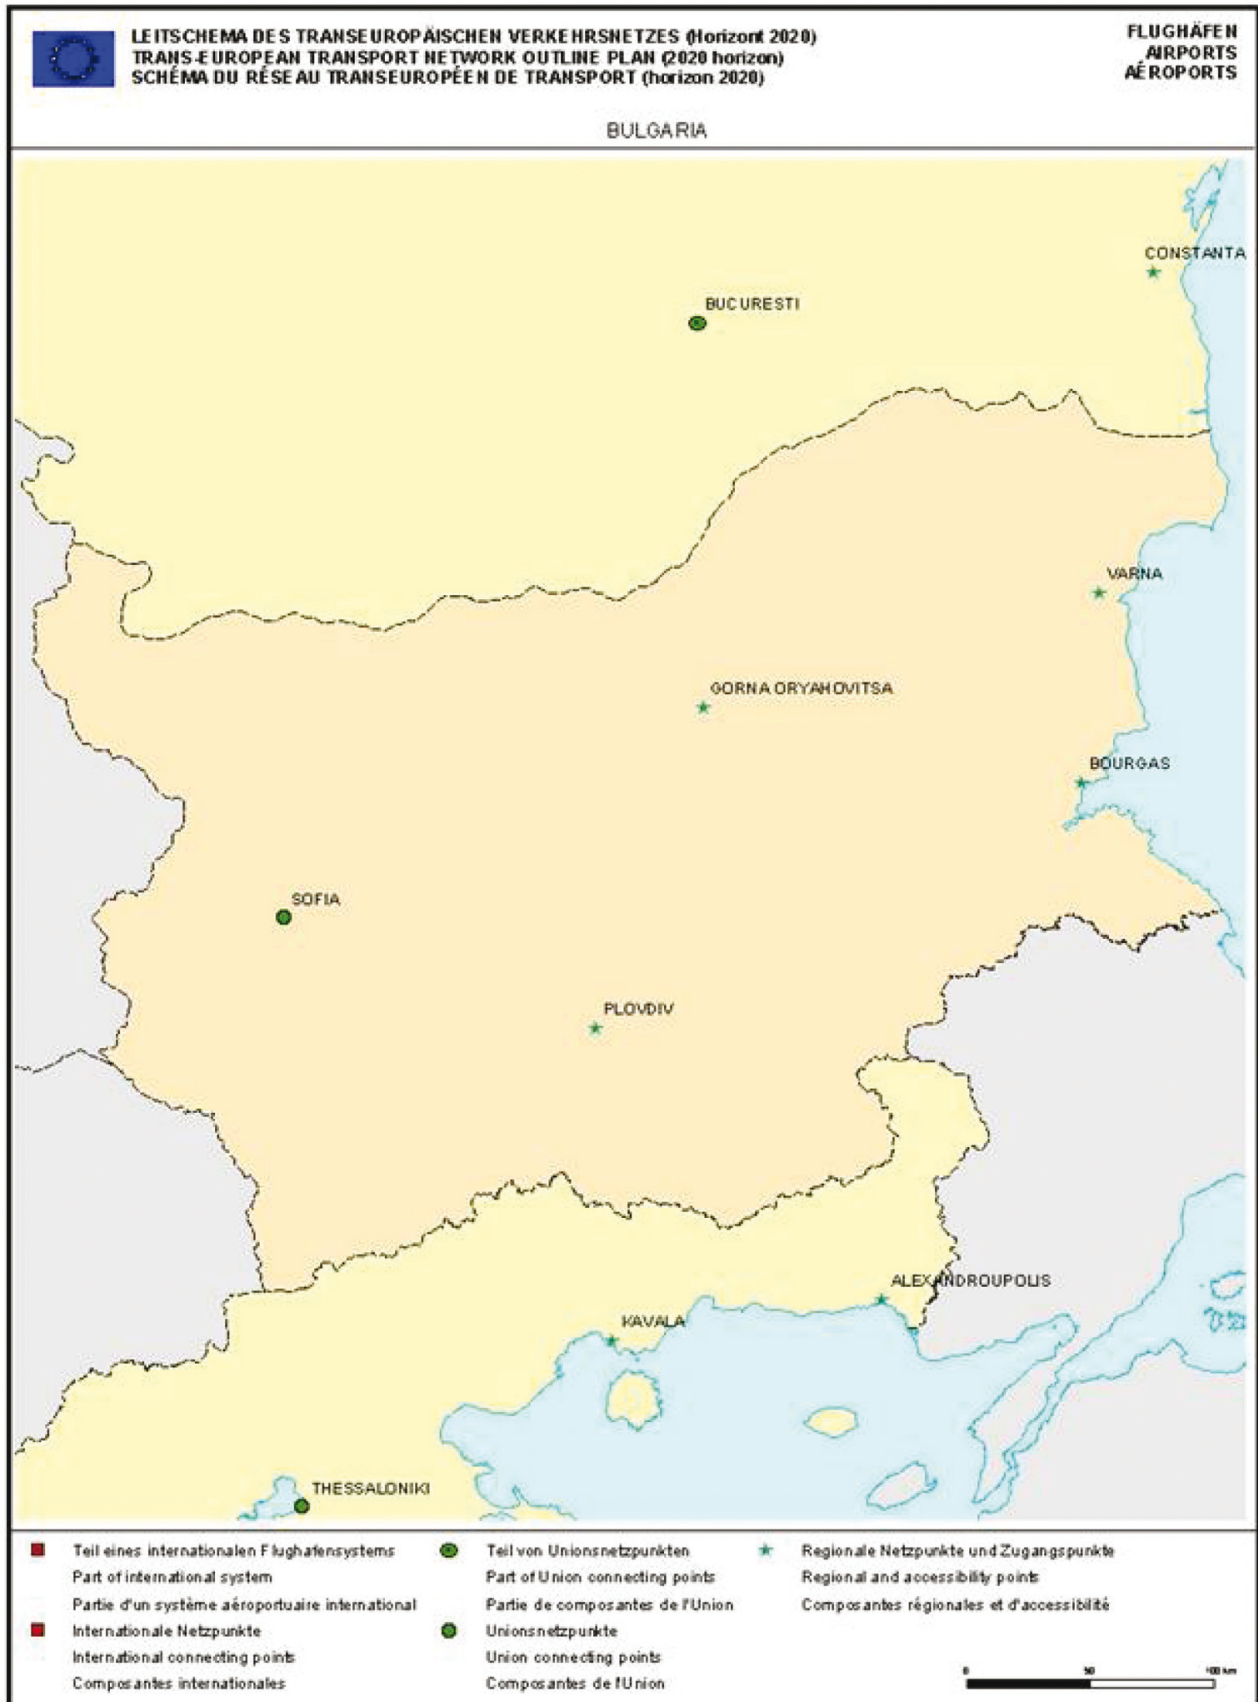 LEITSCHEMA DES TRANSEUROPÄISCHEN VERKEHRSNETZES (Horizont 2020)
TRANS-EUROPEAN TRANSPORT NETWORK OUTLINE PLAN (2020 horizon)
SCHÉMA DU RÉSEAU TRANSEUROPÉEN DE TRANSPORT (horizon 2020)
FLUGHÄFEN
AIRPORTS
AÉROPORTS
BULGARIA
CONSTANTA
BUCURESTI
VARNA
GORNA ORYAHOVITSA
BOURGAS
SOFIA
PLOVDIV
ALEXANDROUPOLIS
KAVALA
THESSALONIKI
Teil eines internationalen Flughafensystems
Part of international system
Partie d'un système aéroportuaire international
Internationale Netzpunkte
International connecting points
Composantes internationales
Teil von Unionsnetzpunkten
Part of Union connecting points
Partie de composantes de l'Union
Unionsnetzpunkte
Union connecting points
Composantes de l'Union
Regionale Netzpunkte und Zugangspunkte
Regional and accessibility points
Composantes régionales et d'accessibilité
0 50 100 km